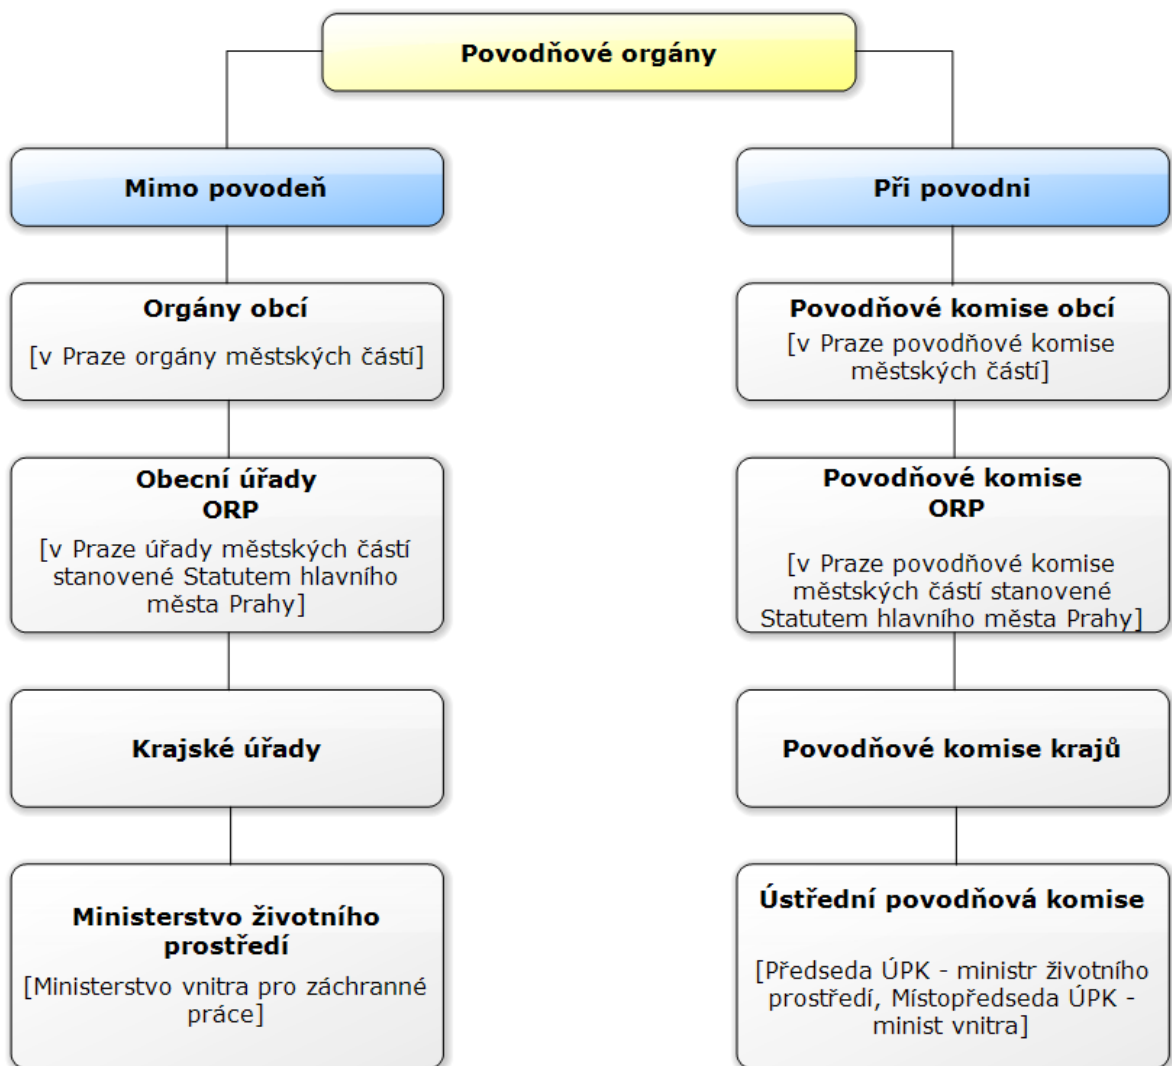 Povodňové orgány
Mimo povodeň
Při povodni
Orgány obcí
[v Praze orgány městských částí]
Povodňové komise obcí
[v Praze povodňové komise
městských částí]
Obecní úřady
ORP
[v Praze úřady městských částí
stanovené Statutem hlavního
města Prahy]
Povodňové komise
ORP
[v Praze povodňové komise
městských částí stanovené
Statutem hlavního města Prahy]
Krajské úřady
Povodňové komise krajů
Ministerstvo životního
prostředí
[Ministerstvo vnitra pro záchranné
práce]
Ústřední povodňová komise
[Předseda ÚPK - ministr životního
prostředí, Místopředseda ÚPK -
minist vnitra]